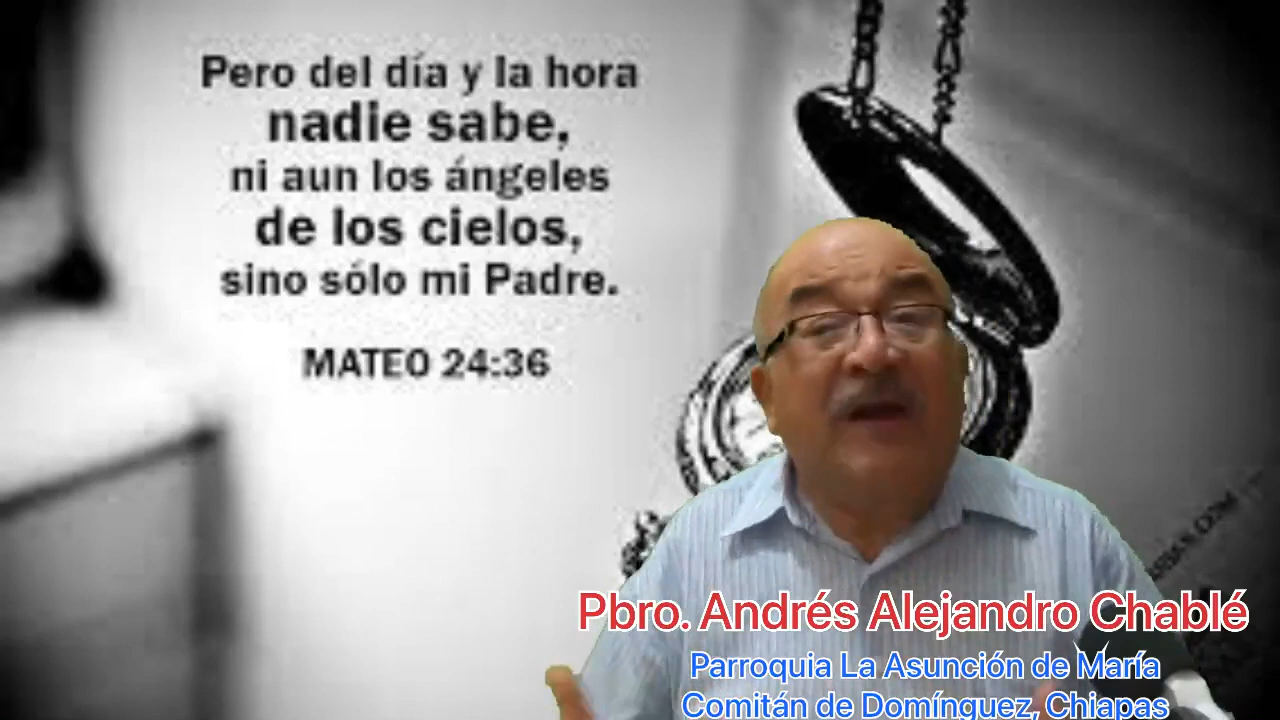 Pero del día y la hora
nadie sabe,
ni aun los ángeles
de los cielos,
sino sólo mi Padre.
MATEO 24:36
Pbro. Andrés Alejandro Chablé
Parroquia La Asunción de María
Comitán de Domínguez, Chiapas